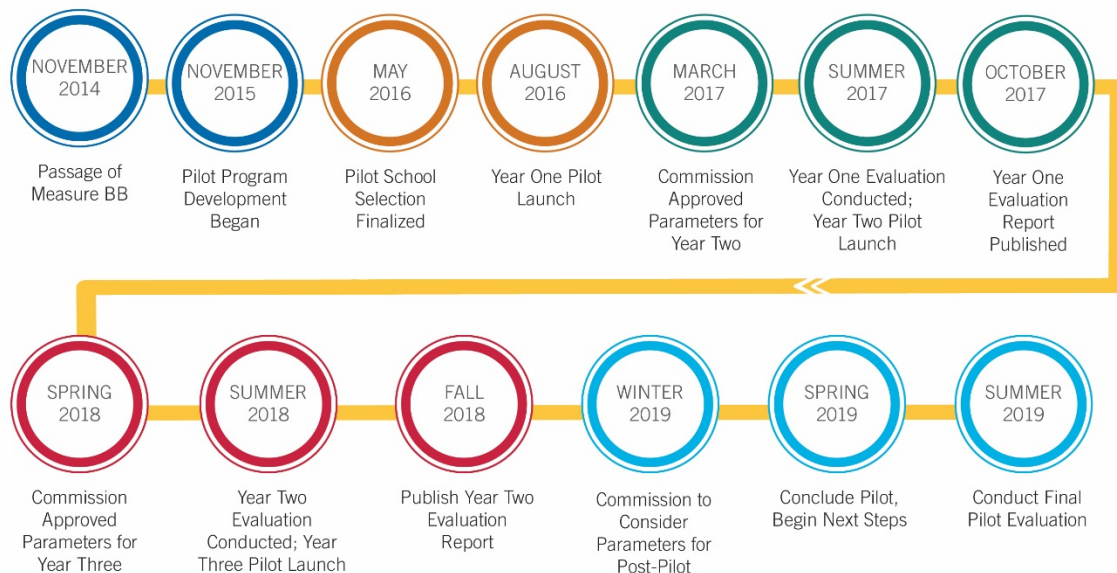 NOVEMBER
2014
Passage of
Measure BB
NOVEMBER
2015
Pilot Program
Development
Began
MAY
2016
Pilot School
Selection
Finalized
AUGUST
2016
Year One Pilot
Launch
MARCH
2017
Commission
Approved
Parameters for
Year Two
SUMMER
2017
Year One Evaluation
Conducted;
Year Two Pilot
Launch
OCTOBER
2017
Year One
Evaluation
Report
Published
SPRING
2018
Commission
Approved
Parameters for
Year Three
SUMMER
2018
Year Two
Evaluation
Conducted; Year
Three Pilot Launch
FALL
2018
Publish Year Two
Evaluation
Report
WINTER
2019
Commission to
Consider
Parameters for
Post-Pilot
SPRING
2019
Conclude Pilot,
Begin Next Steps
SUMMER
2019
Conduct Final
Pilot Evaluation